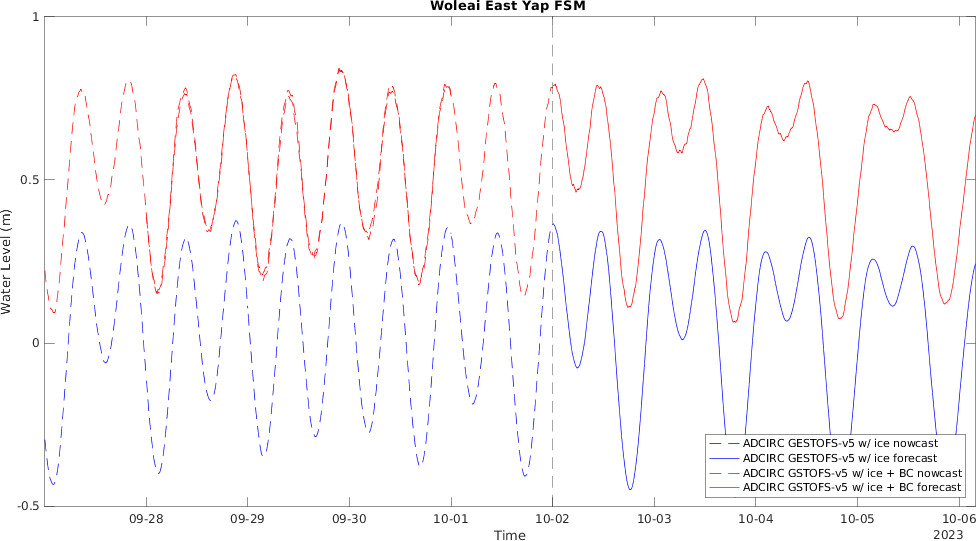 Woleai East Yap FSM
1
0.5
0
-0.5
Water Level (m)
ADCIRC GESTOFS-v5 w/ ice nowcast
ADCIRC GESTOFS-v5 w/ ice forecast
ADCIRC GSTOFS-v5 w/ ice + BC nowcast
ADCIRC GSTOFS-v5 w/ ice + BC forecast
09-28 09-29 09-30 10-01 10-02 10-03 10-04 10-05 10-06
Time
2023